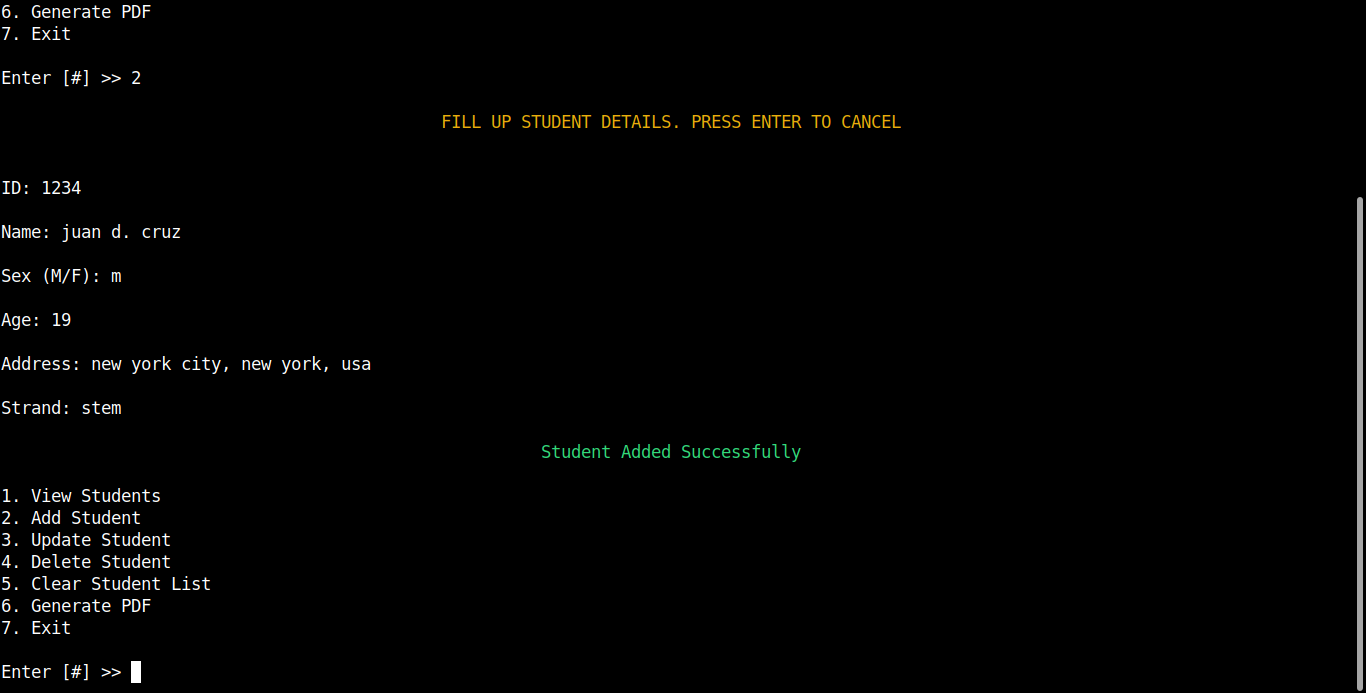 6. Generate PDF
7. Exit
Enter [#] >> 2
FILL UP STUDENT DETAILS. PRESS ENTER TO CANCEL
ID: 1234
Name: juan d. cruz
Sex (M/F): m
Age: 19
Address: new york city, new york, usa
Strand: stem
Student Added Successfully
1. View Students
2. Add Student
3. Update Student
4. Delete Student
5. Clear Student List
6. Generate PDF
7. Exit
Enter [#] >>